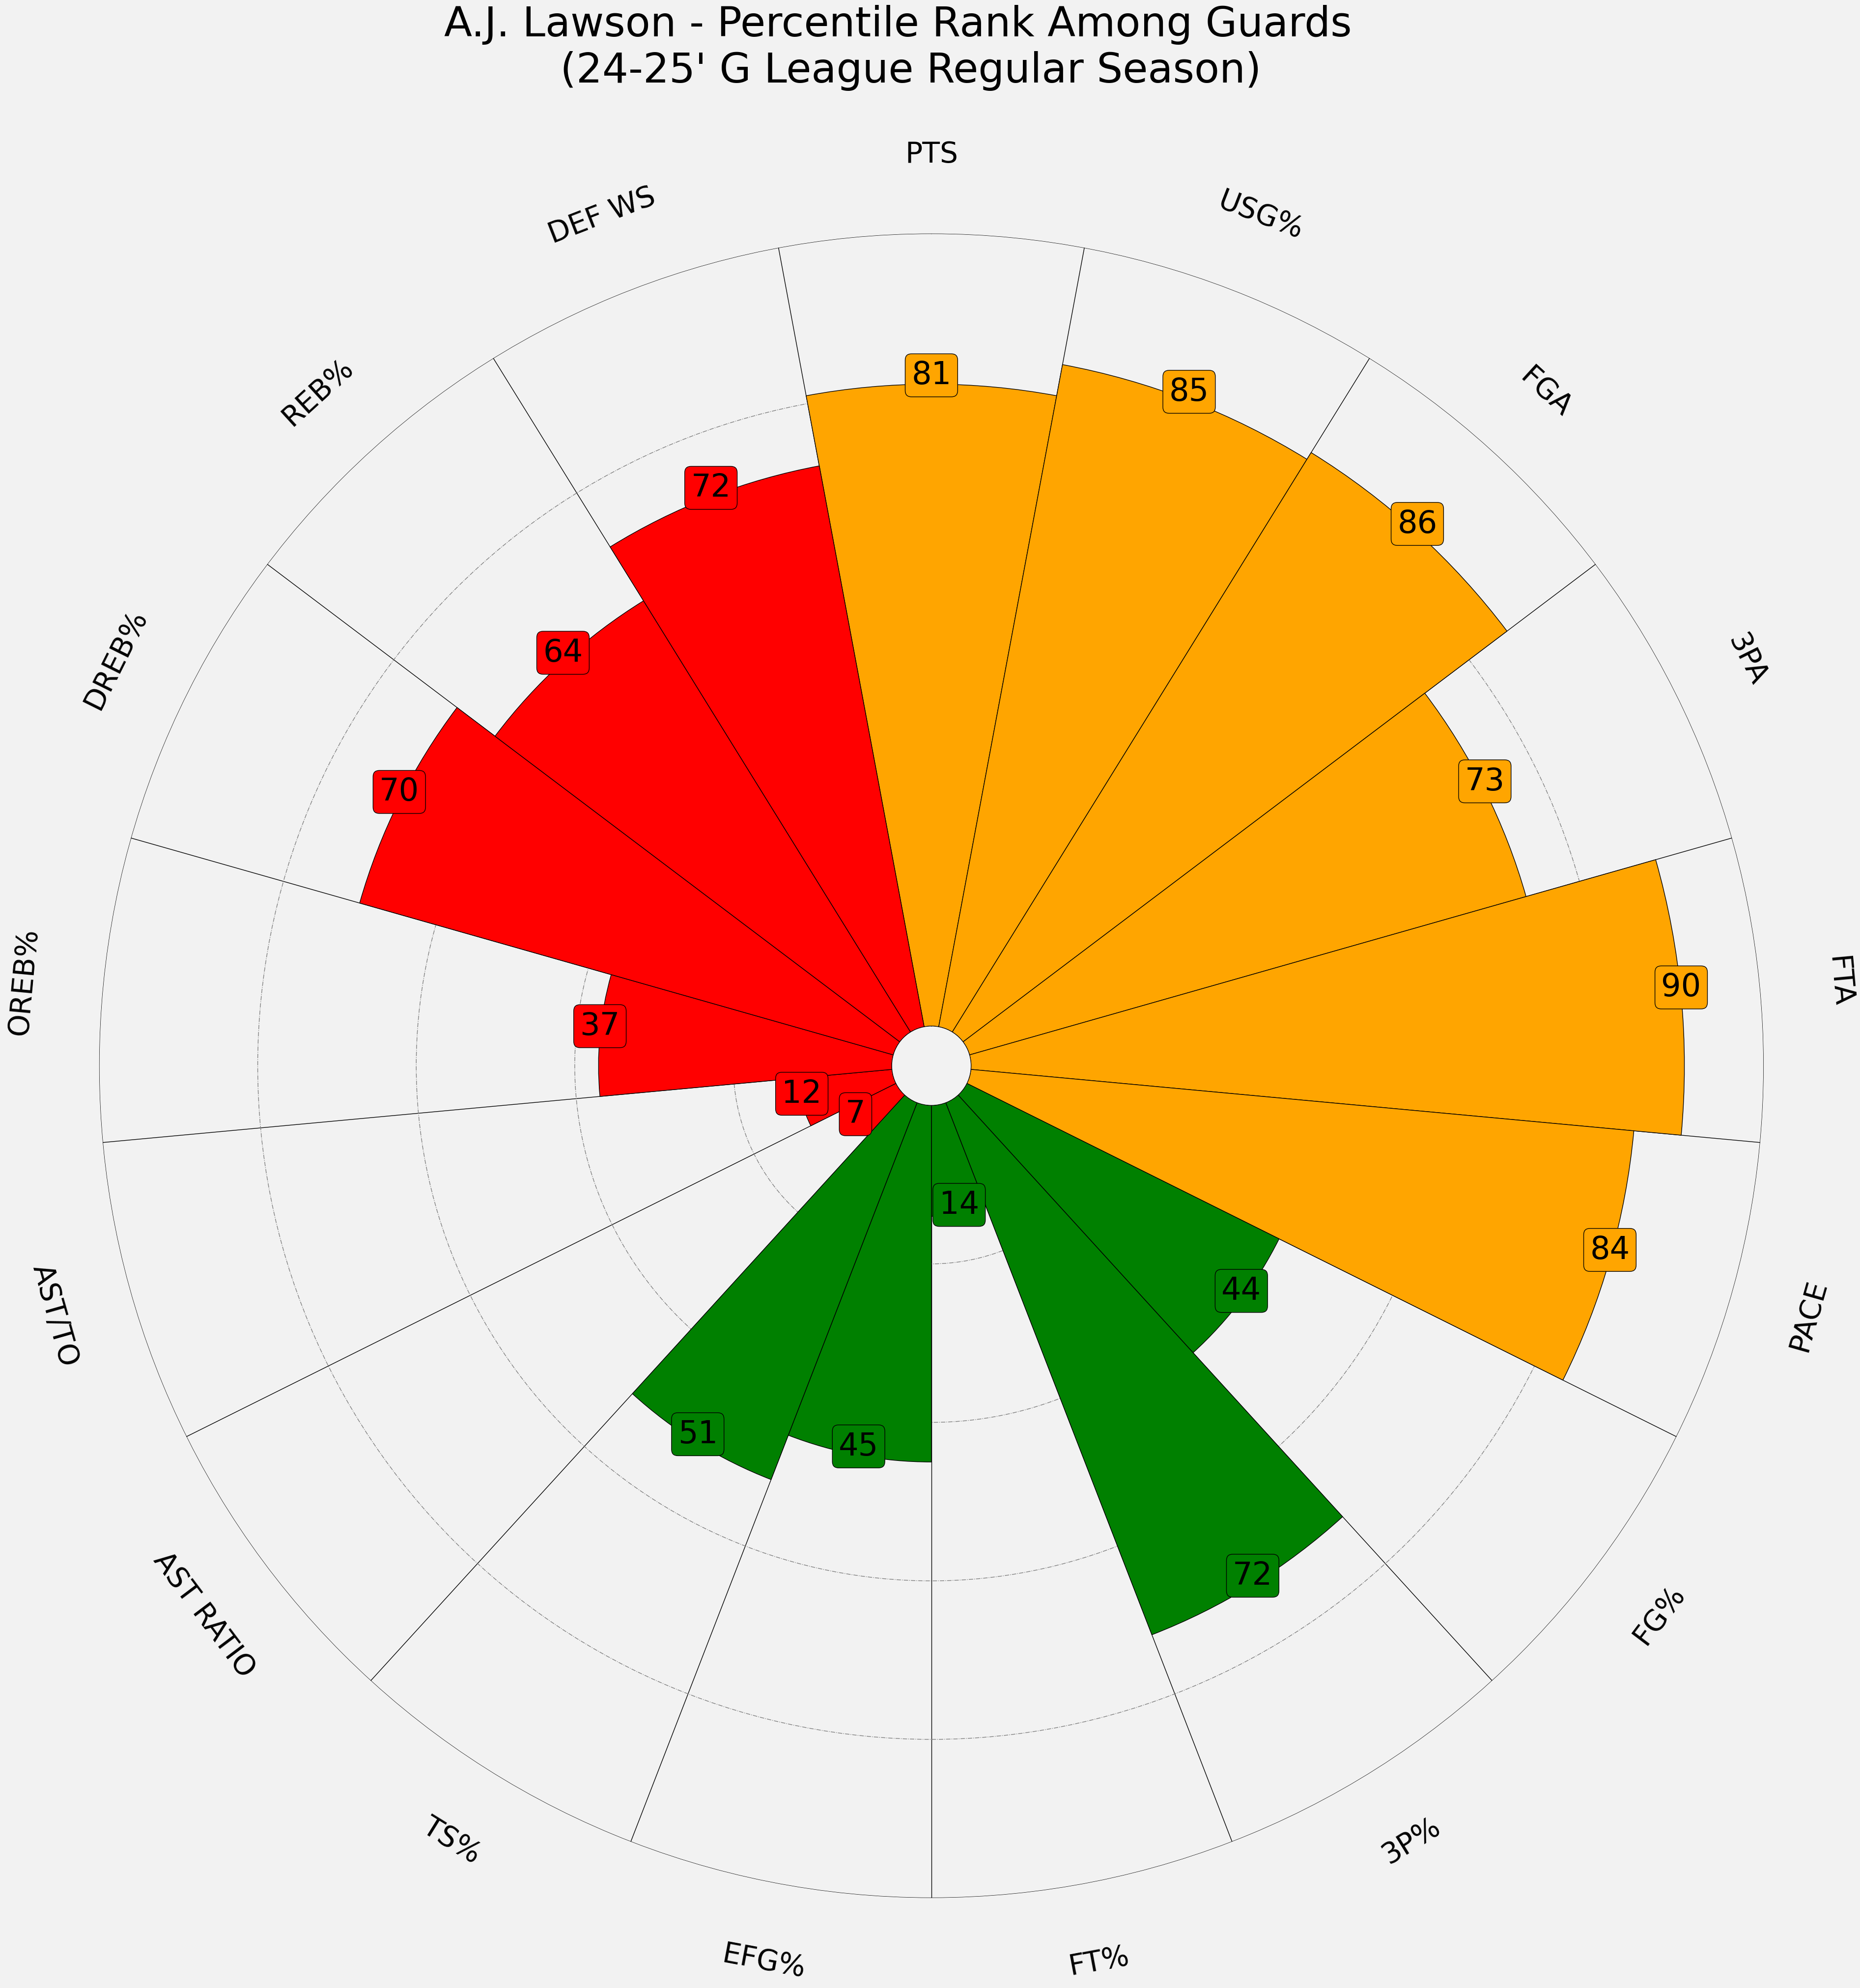 A.J. Lawson - Percentile Rank Among Guards
(24-25' G League Regular Season)
PTS
USG%
FGA
3PA
FTA
PACE
FG%
3P%
FT%
EFG%
TS%
AST RATIO
AST/TO
OREB%
DREB%
REB%
DEF WS
81
85
86
73
90
84
44
72
14
45
51
7
12
37
70
64
72